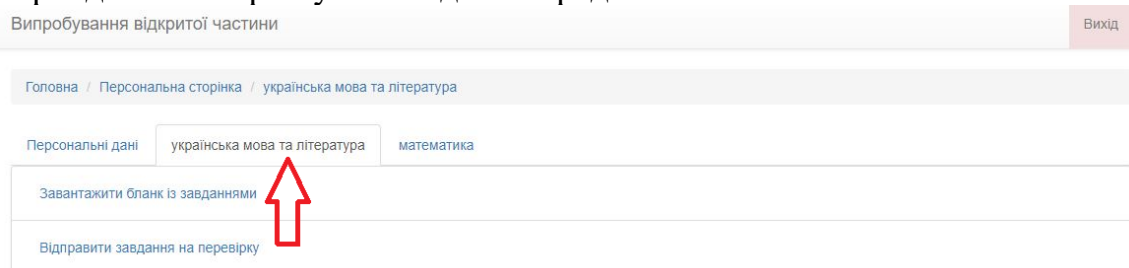 Випробування відкритої частини
Вихід
Головна / Персональна сторінка / українська мова та література
Персональні дані українська мова та література математика
Завантажити бланк із завданнями
Відправити завдання на перевірку